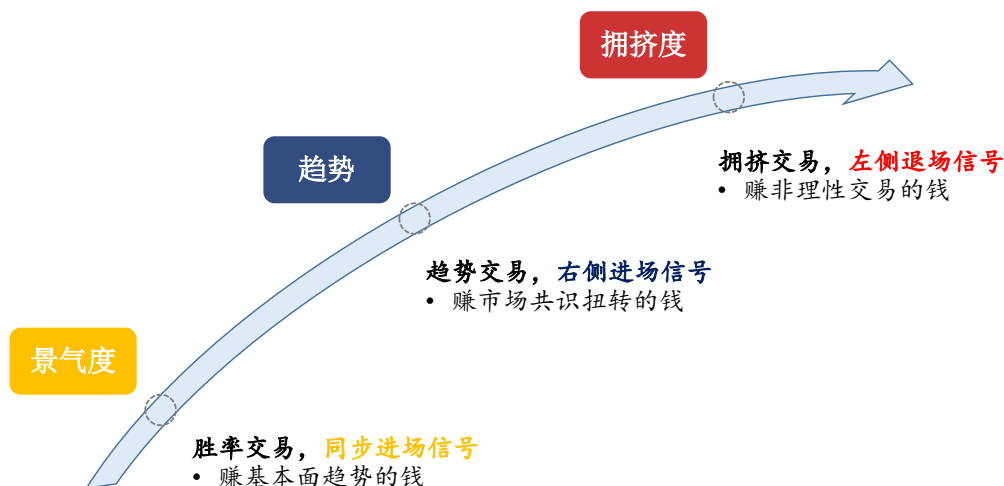 拥挤度
趋势
拥挤交易，左侧退场信号
• 赚非理性交易的钱
趋势交易，右侧进场信号
• 赚市场共识扭转的钱
景气度
胜率交易，同步进场信号
• 赚基本面趋势的钱